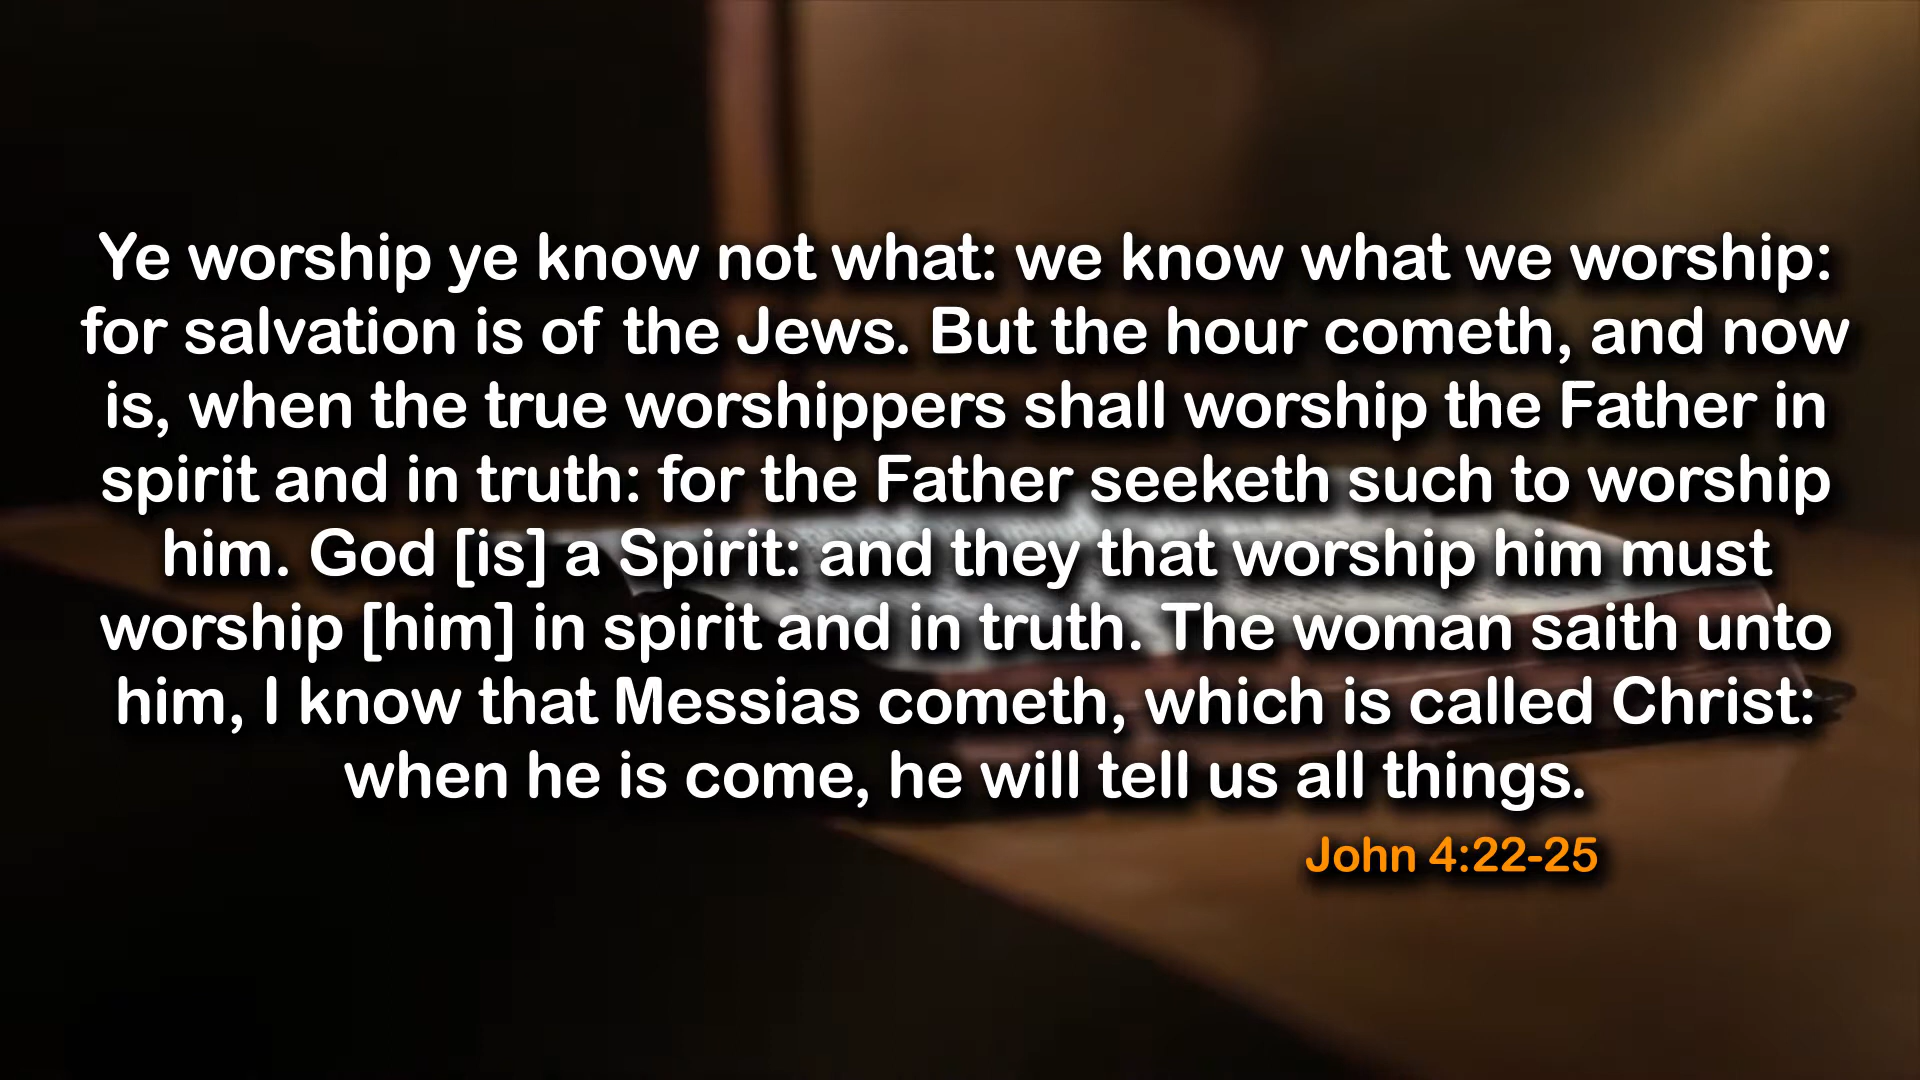 Ye worship ye know not what: we know what we worship:
for salvation is of the Jews. But the hour cometh, and now
is, when the true worshippers shall worship the Father in
spirit and in truth: for the Father seeketh such to worship
him. God [is] a Spirit: and they that worship him must
worship [him] in spirit and in truth. The woman saith unto
him, I know that Messias cometh, which is called Christ:
when he is come, he will tell us all things.
John 4:22-25